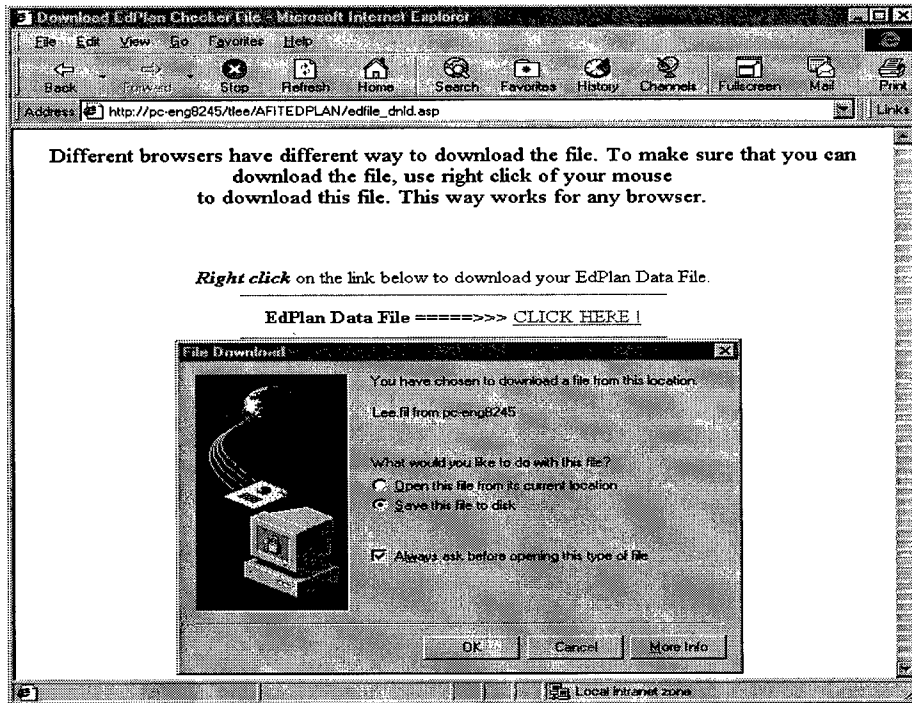 Download EdPlan Checker File - Microsoft Internet Explorer
File Edit View Go Favorites Help
Back Forward Stop Refresh Home Search Favorites History Channels Fullscreen Mail Print
Address http://pc-eng8245/tlee/AFITEDPLAN/edfile_dnld.asp Links
Different browsers have different way to download the file. To make sure that you can
download the file, use right click of your mouse
to download this file. This way works for any browser.
Right click on the link below to download your EdPlan Data File.
EdPlan Data File =====>>> CLICK HERE !
File Download
You have chosen to download a file from this location.
Lee.fil from pc-eng8245
What would you like to do with this file?
Open this file from its current location
Save this file to disk
Always ask before opening this type of file
OK Cancel More Info
Local intranet zone